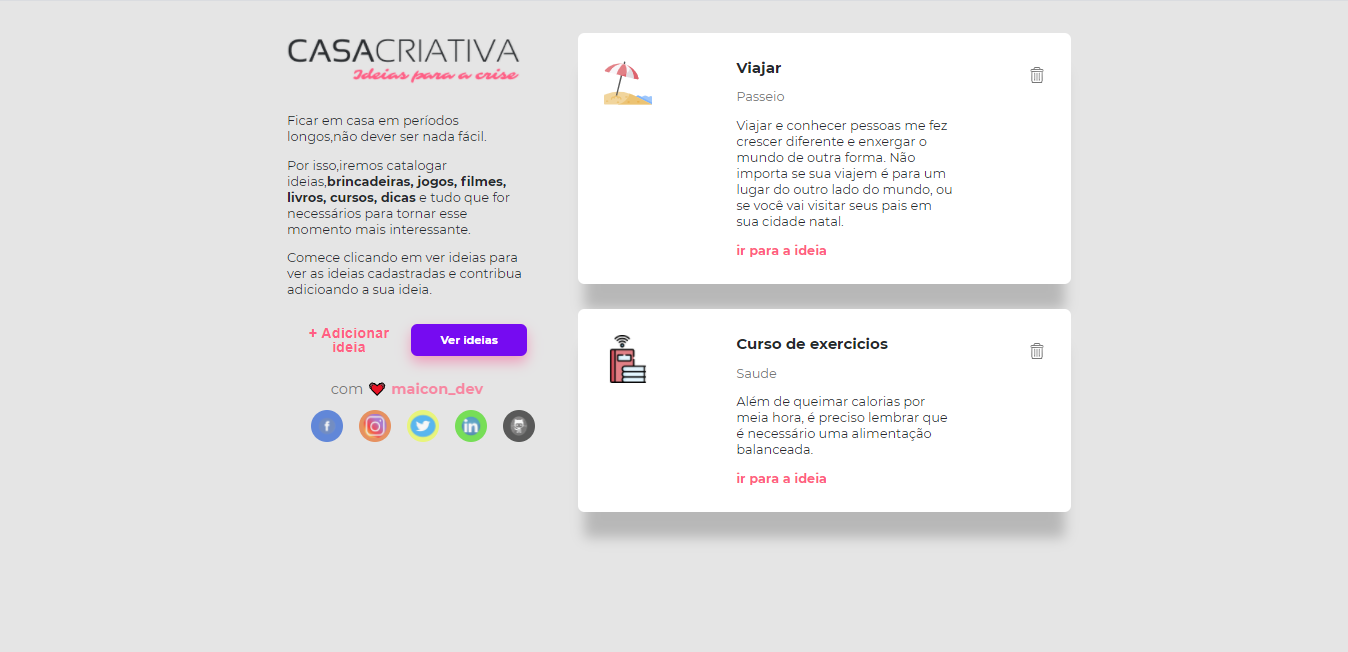 CASACRIATIVA
Ideias para a crise
Ficar em casa em períodos
longos,não dever ser nada fácil.
Por isso,iremos catalogar
ideias,brincadeiras, jogos, filmes,
livros, cursos, dicas e tudo que for
necessários para tornar esse
momento mais interessante.
Comece clicando em ver ideias para
ver as ideias cadastradas e contribua
adicioando a sua ideia.
+ Adicionar
ideia
Ver ideias
com maicon_dev
Viajar
Passeio
Viajar e conhecer pessoas me fez
crescer diferente e enxergar o
mundo de outra forma. Não
importa se sua viajem é para um
lugar do outro lado do mundo, ou
se você vai visitar seus pais em
sua cidade natal.
ir para a ideia
Curso de exercicios
Saude
Além de queimar calorias por
meia hora, é preciso lembrar que
é necessário uma alimentação
balanceada.
ir para a ideia